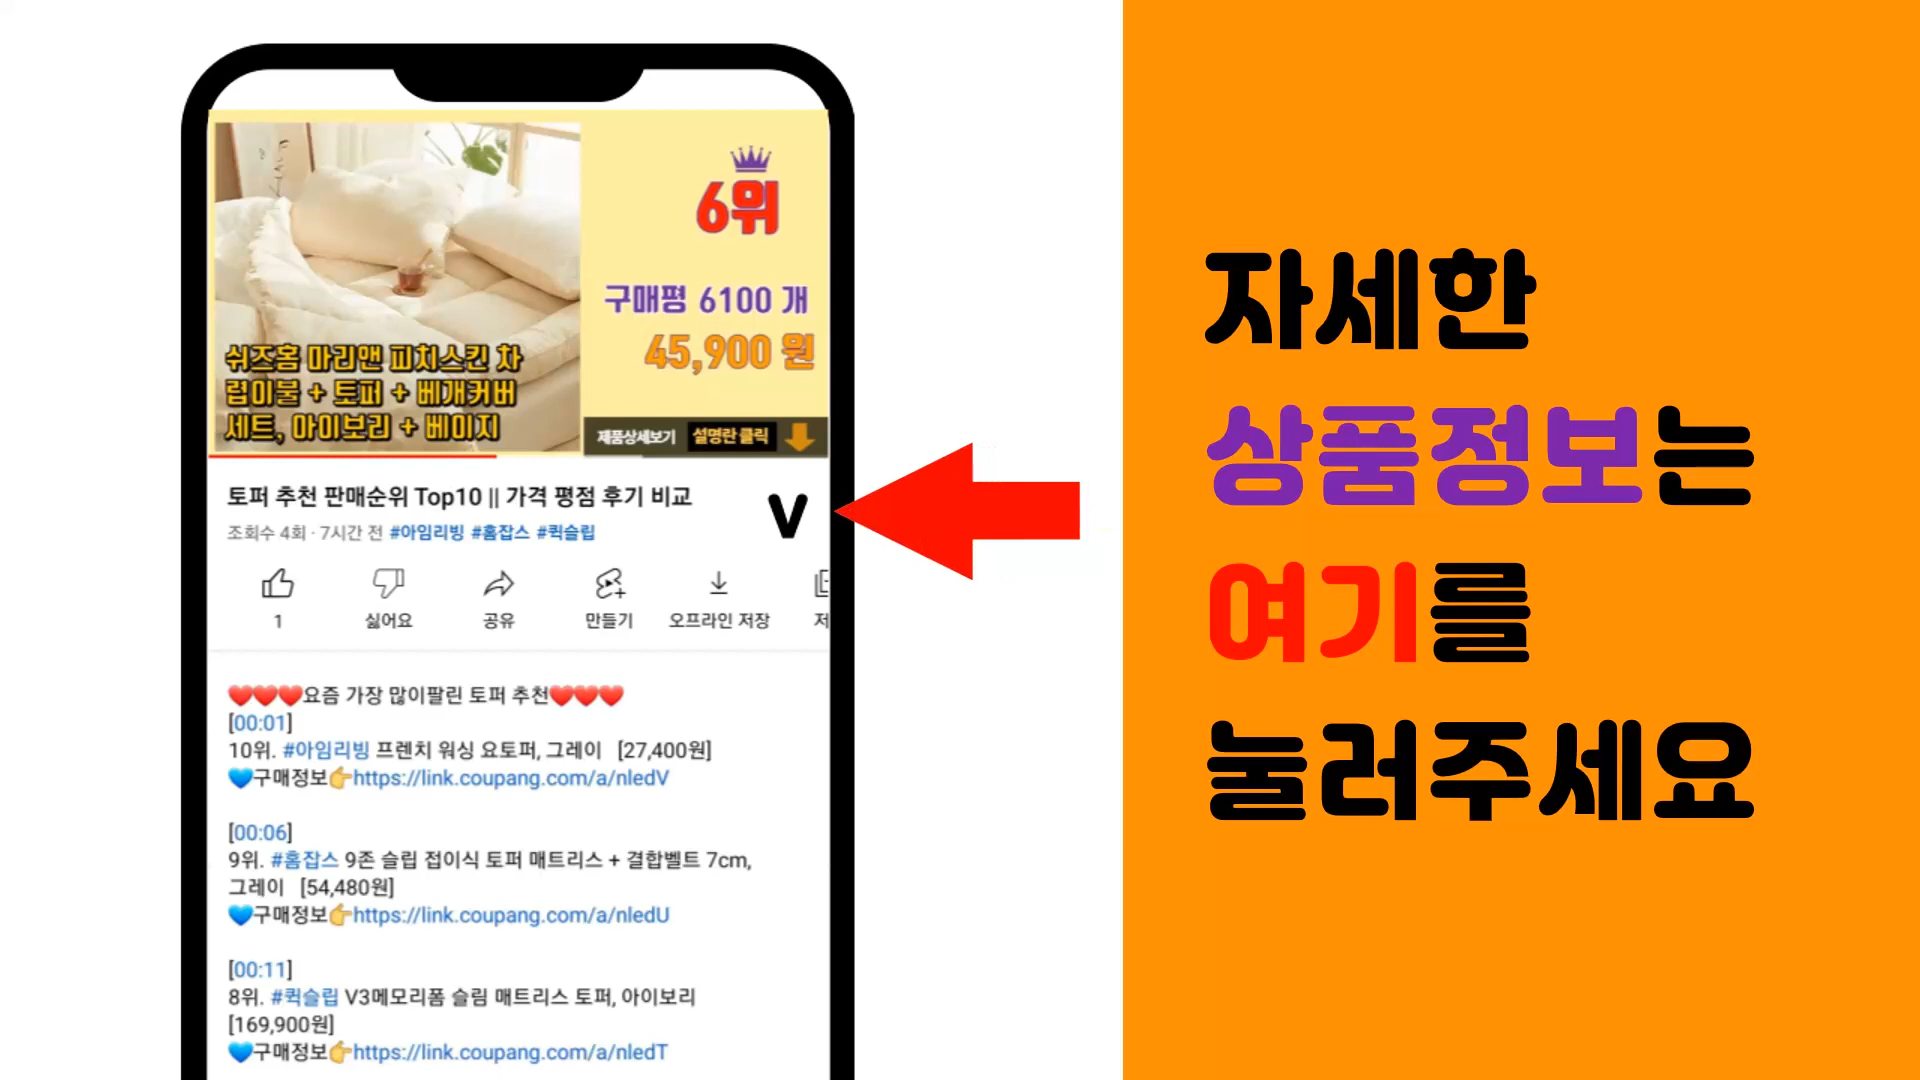 6위
구매평 6100 개
45,900 원
쉬즈홈 마리앤 피치스킨 차
렵이불 + 토퍼 + 베개커버
세트, 아이보리 + 베이지
제품상세보기 설명란 클릭
토퍼 추천 판매순위 Top10 || 가격 평점 후기 비교
V
조회수 4회 · 7시간 전 #아임리빙 #홈잡스 #퀵슬립
1 싫어요 공유 만들기 오프라인 저장 저
❤️❤️❤️요즘 가장 많이팔린 토퍼 추천❤️❤️❤️
[00:01]
10위. #아임리빙 프렌치 워싱 요토퍼, 그레이 [27,400원]
💙구매정보👉https://link.coupang.com/a/nledV
[00:06]
9위. #홈잡스 9존 슬립 접이식 토퍼 매트리스 + 결합벨트 7cm,
그레이 [54,480원]
💙구매정보👉https://link.coupang.com/a/nledU
[00:11]
8위. #퀵슬립 V3메모리폼 슬림 매트리스 토퍼, 아이보리
[169,900원]
💙구매정보👉https://link.coupang.com/a/nledT
자세한
상품정보는
여기를
눌러주세요